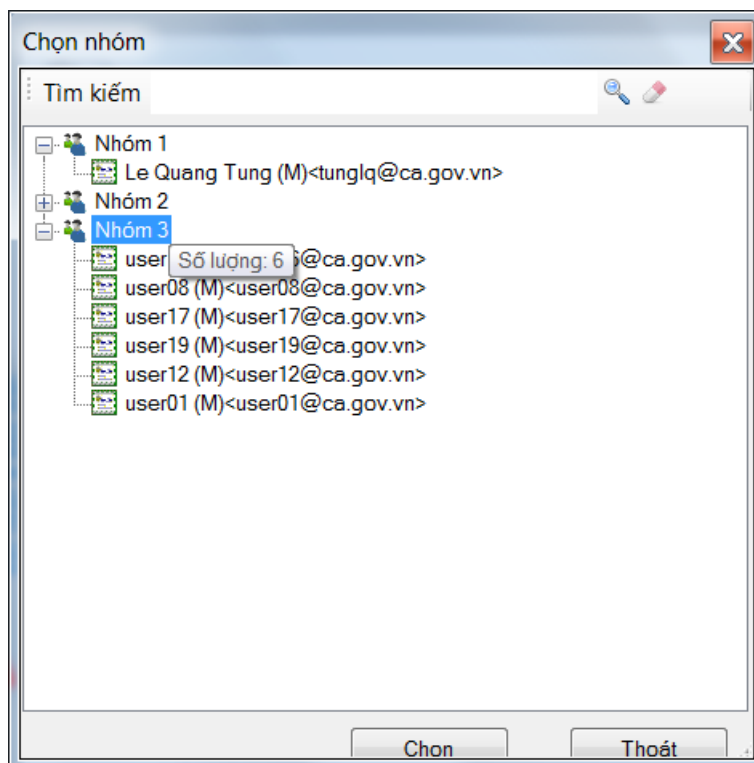 Chọn nhóm
Tìm kiếm
Nhóm 1
Le Quang Tung (M)<tunglq@ca.gov.vn>
Nhóm 2
Nhóm 3
Số lượng: 6
user @ca.gov.vn>
user08 (M)<user08@ca.gov.vn>
user17 (M)<user17@ca.gov.vn>
user19 (M)<user19@ca.gov.vn>
user12 (M)<user12@ca.gov.vn>
user01 (M)<user01@ca.gov.vn>
Chọn Thoát